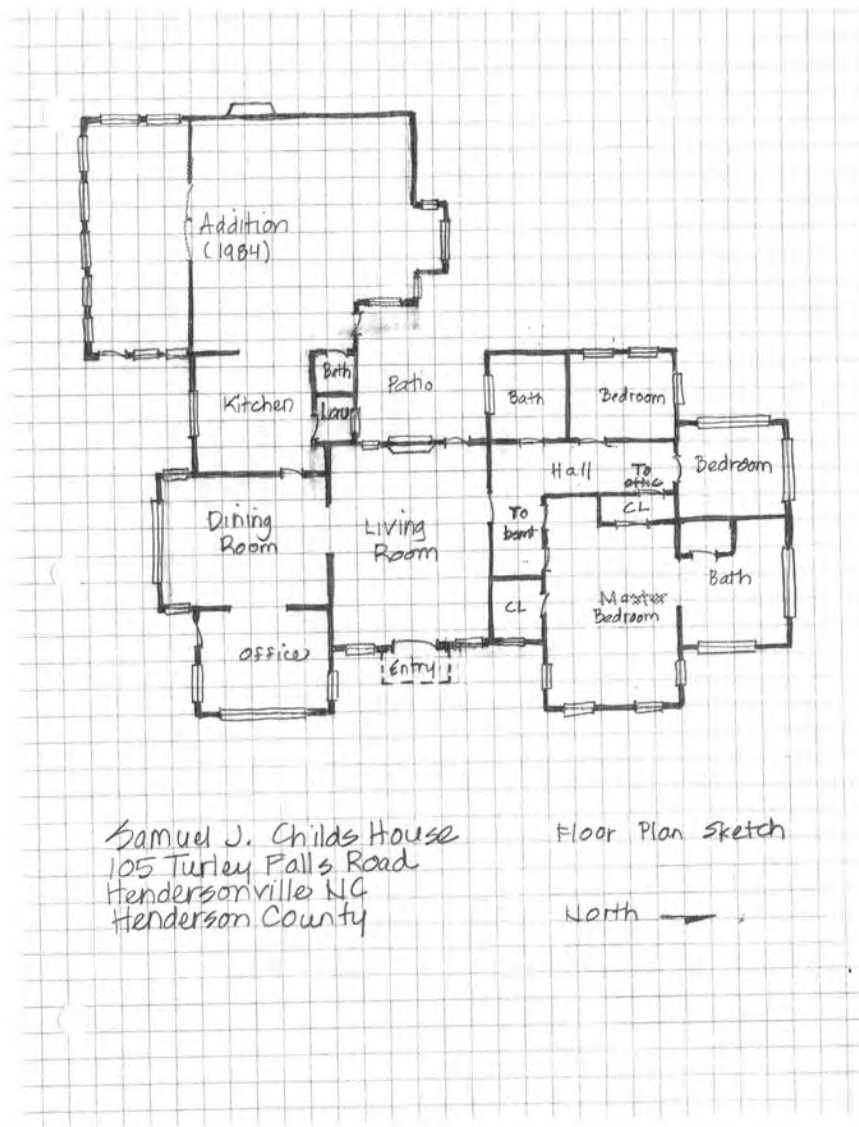 Addition
(1984)
Kitchen
Bath
Lau
Patio
Bath
Bedroom
Hall
To
attic
Bedroom
Dining
Room
Living
Room
To
bsmt
CL
CL
Master
Bedroom
Bath
Office
Entry
Samuel J. Childs House
105 Turley Falls Road
Hendersonville NC
Henderson County
Floor Plan Sketch
North